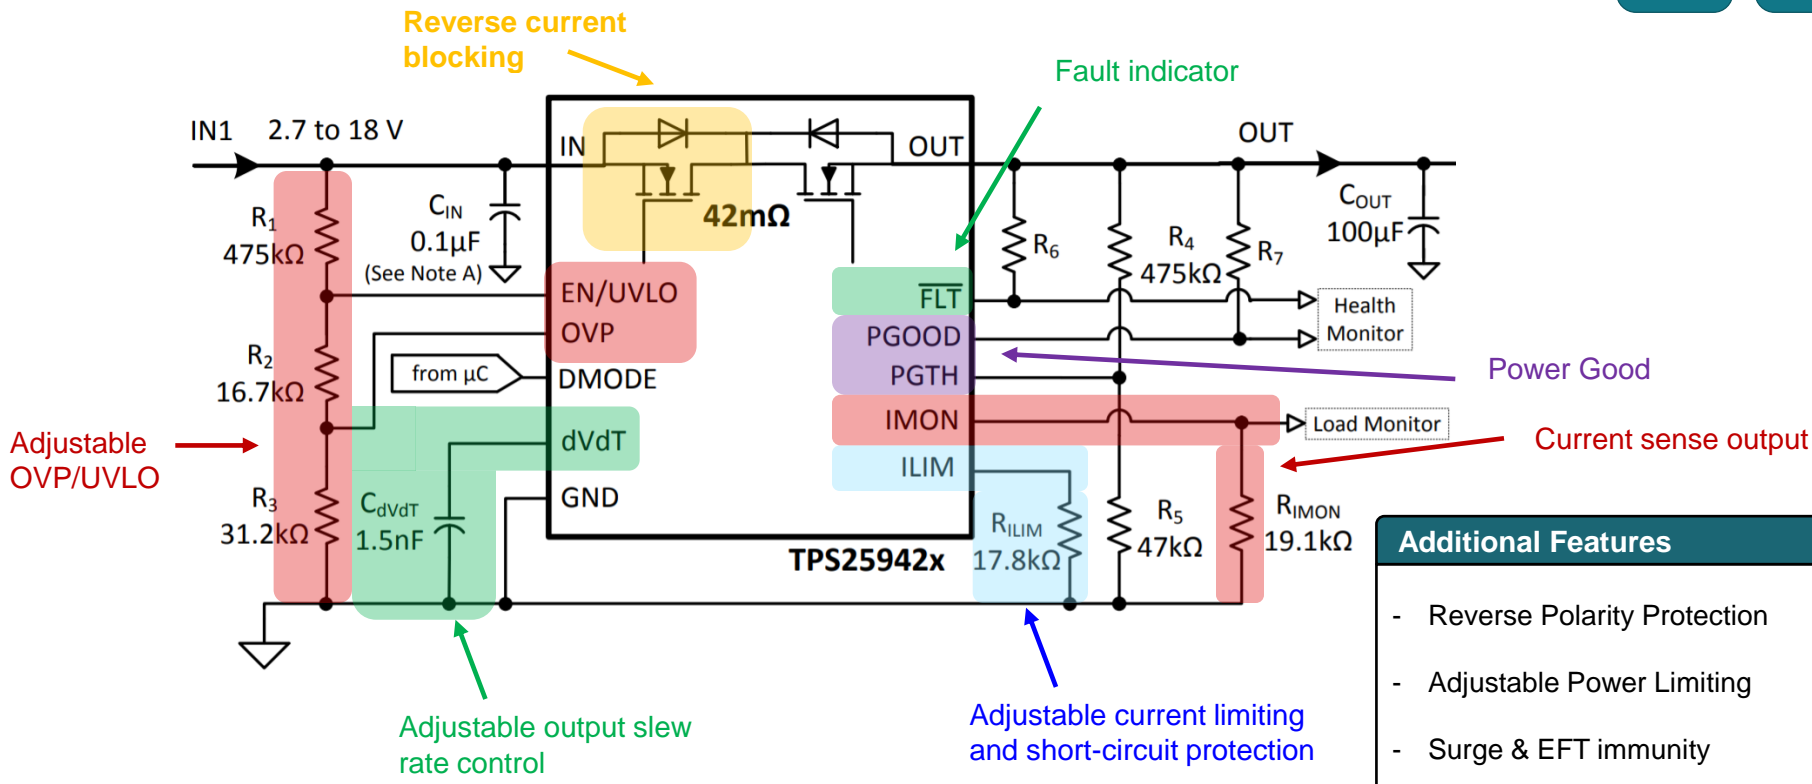 Reverse current
blocking
Fault indicator
IN1 2.7 to 18 V
IN
OUT
OUT
42mΩ
R1
475kΩ
CIN
0.1µF
(See Note A)
COUT
100µF
R6
R4
475kΩ
R7
EN/UVLO
OVP
DMODE
dVdT
GND
FLT
PGOOD
PGTH
IMON
ILIM
Health
Monitor
Load Monitor
from µC
R2
16.7kΩ
R3
31.2kΩ
CdVdT
1.5nF
TPS25942x
RILIM
17.8kΩ
R5
47kΩ
RIMON
19.1kΩ
Power Good
Current sense output
Adjustable
OVP/UVLO
Adjustable output slew
rate control
Adjustable current limiting
and short-circuit protection
Additional Features
- Reverse Polarity Protection
- Adjustable Power Limiting
- Surge & EFT immunity